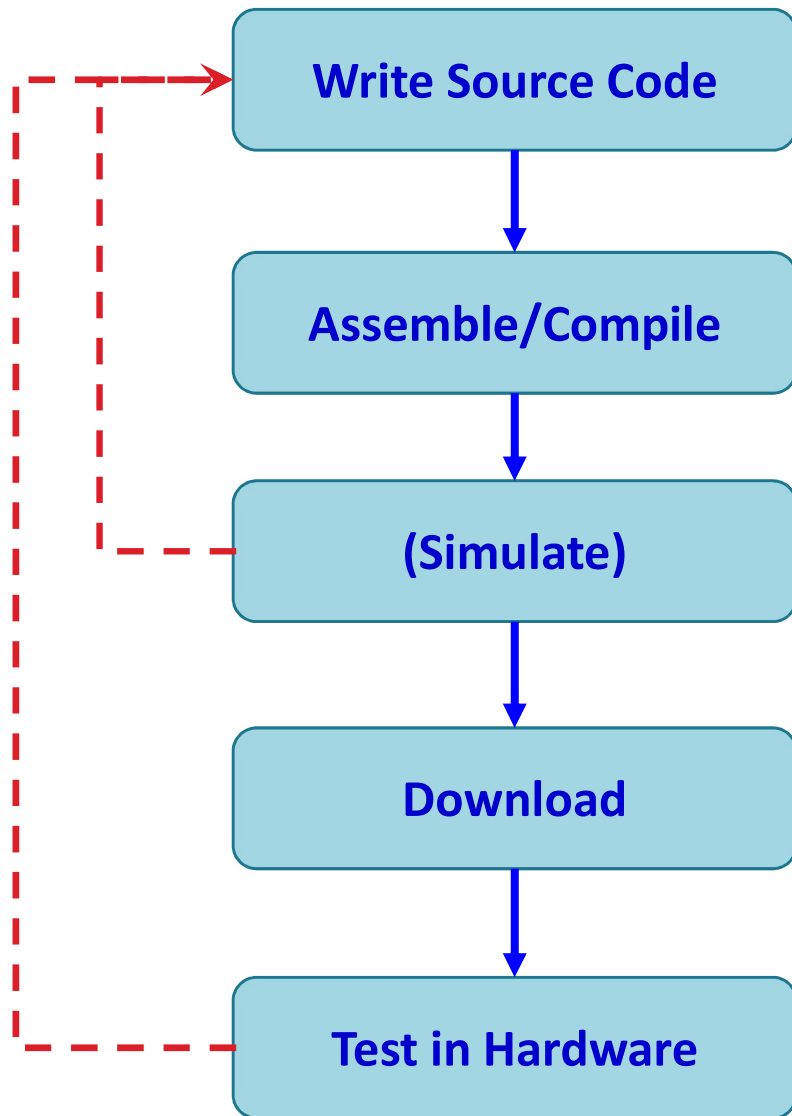 Write Source Code
Assemble/Compile
(Simulate)
Download
Test in Hardware